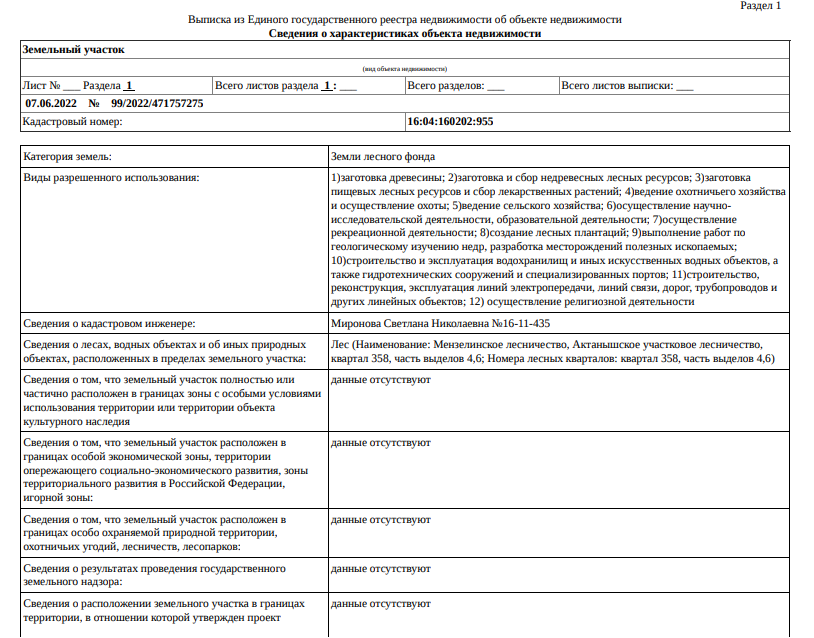 Раздел 1
Выписка из Единого государственного реестра недвижимости об объекте недвижимости
Сведения о характеристиках объекта недвижимости
Земельный участок
(вид объекта недвижимости)
Лист № ___ Раздела 1 Всего листов раздела 1 : ___ Всего разделов: ___ Всего листов выписки: ___
07.06.2022 № 99/2022/471757275
Кадастровый номер: 16:04:160202:955
Категория земель: Земли лесного фонда
Виды разрешенного использования:
1)заготовка древесины; 2)заготовка и сбор недревесных лесных ресурсов; 3)заготовка
пищевых лесных ресурсов и сбор лекарственных растений; 4)ведение охотничьего хозяйства
и осуществление охоты; 5)ведение сельского хозяйства; 6)осуществление научно-
исследовательской деятельности, образовательной деятельности; 7)осуществление
рекреационной деятельности; 8)создание лесных плантаций; 9)выполнение работ по
геологическому изучению недр, разработка месторождений полезных ископаемых;
10)строительство и эксплуатация водохранилищ и иных искусственных водных объектов, а
также гидротехнических сооружений и специализированных портов; 11)строительство,
реконструкция, эксплуатация линий электропередачи, линий связи, дорог, трубопроводов и
других линейных объектов; 12) осуществление религиозной деятельности
Сведения о кадастровом инженере: Миронова Светлана Николаевна №16-11-435
Сведения о лесах, водных объектах и об иных природных
объектах, расположенных в пределах земельного участка:
Лес (Наименование: Мензелинское лесничество, Актанышское участковое лесничество,
квартал 358, часть выделов 4,6; Номера лесных кварталов: квартал 358, часть выделов 4,6)
Сведения о том, что земельный участок полностью или
частично расположен в границах зоны с особыми условиями
использования территории или территории объекта
культурного наследия
данные отсутствуют
Сведения о том, что земельный участок расположен в
границах особой экономической зоны, территории
опережающего социально-экономического развития, зоны
территориального развития в Российской Федерации,
игорной зоны:
данные отсутствуют
Сведения о том, что земельный участок расположен в
границах особо охраняемой природной территории,
охотничьих угодий, лесничеств, лесопарков:
данные отсутствуют
Сведения о результатах проведения государственного
земельного надзора:
данные отсутствуют
Сведения о расположении земельного участка в границах
территории, в отношении которой утвержден проект
данные отсутствуют